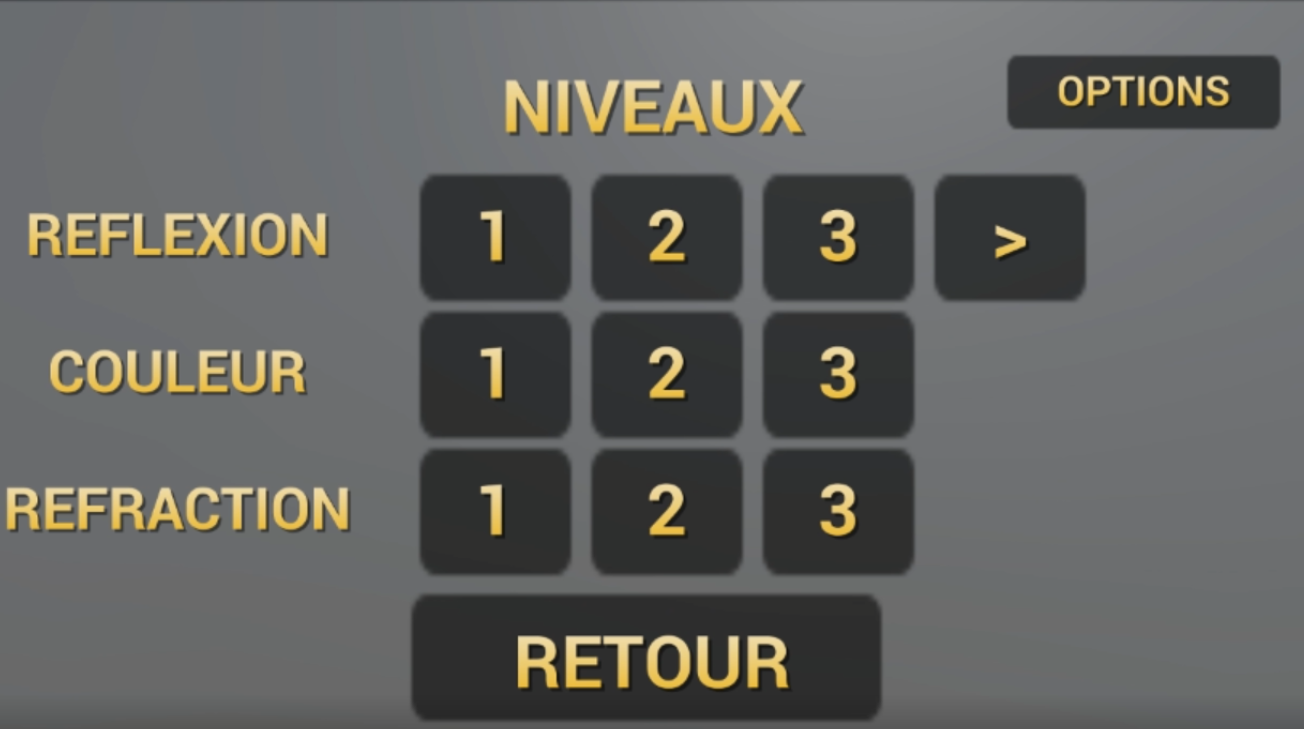 NIVEAUX
OPTIONS
REFLEXION 1 2 3 >
COULEUR 1 2 3
REFRACTION 1 2 3
RETOUR